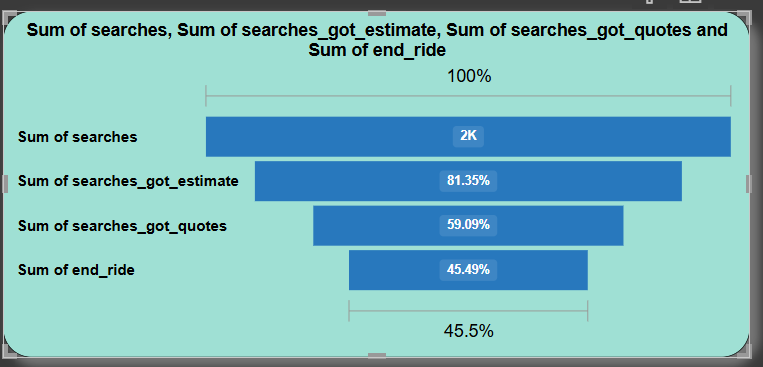 Sum of searches, Sum of searches_got_estimate, Sum of searches_got_quotes and
Sum of end_ride
100%
Sum of searches 2K
Sum of searches_got_estimate 81.35%
Sum of searches_got_quotes 59.09%
Sum of end_ride 45.49%
45.5%